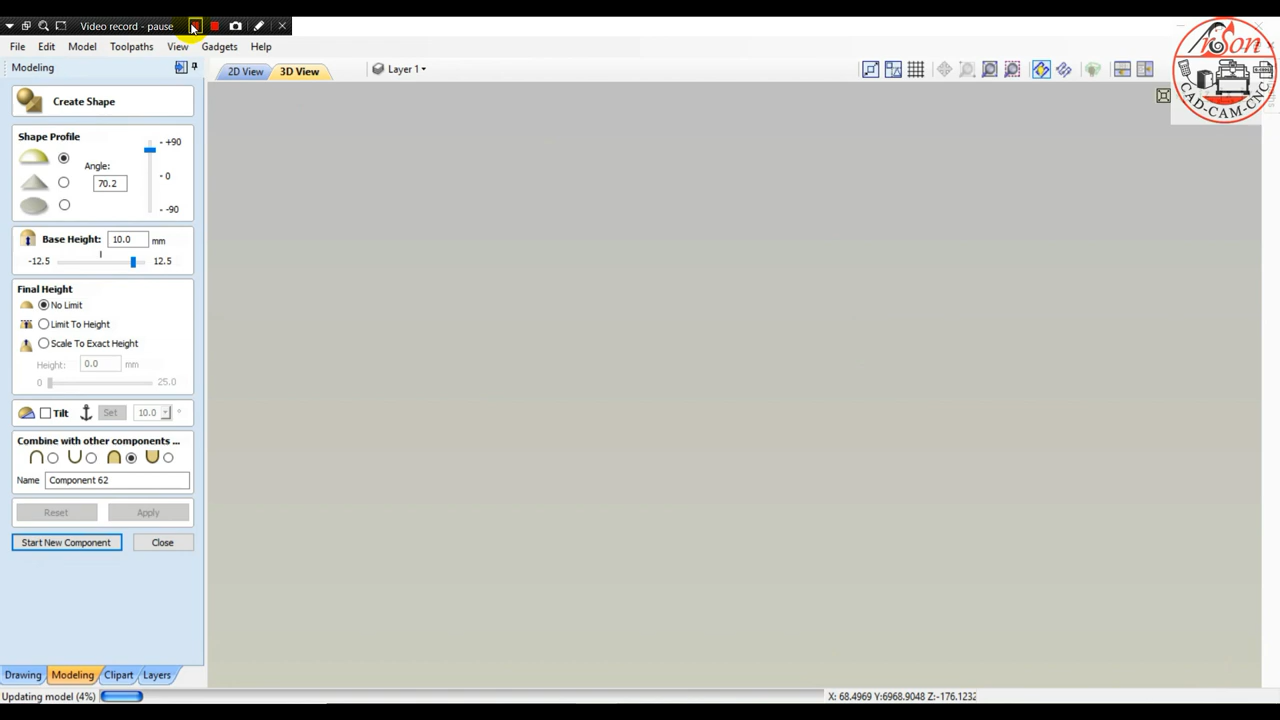 Video record - pause
File Edit Model Toolpaths View Gadgets Help
Modeling
2D View 3D View Layer 1
Create Shape
Shape Profile
Angle:
70.2
+90
0
-90
Base Height: 10.0 mm
-12.5 12.5
Final Height
No Limit
Limit To Height
Scale To Exact Height
Height: 0.0 mm
0 25.0
Tilt Set 10.0 °
Combine with other components ...
Name Component 62
Reset Apply
Start New Component Close
Drawing Modeling Clipart Layers
Updating model (4%)
X: 68.4969 Y:6968.9048 Z:-176.1232
ArSon
CAD-CAM-CNC